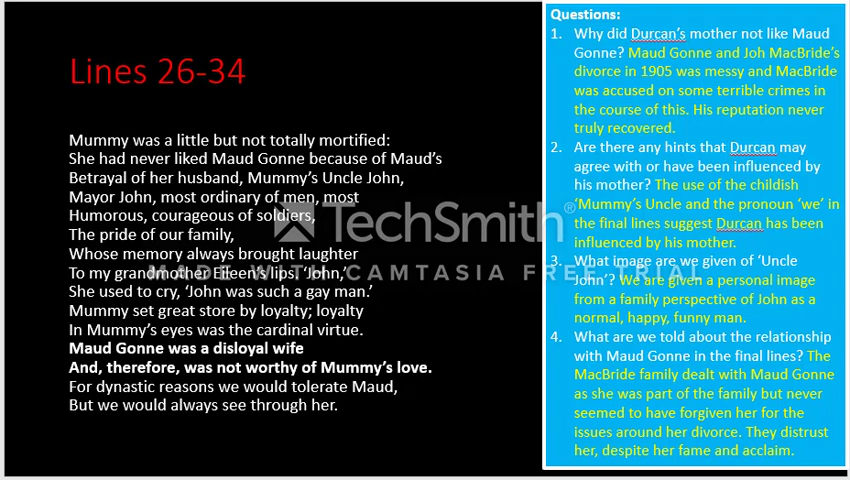 Lines 26-34
Mummy was a little but not totally mortified:
She had never liked Maud Gonne because of Maud's
Betrayal of her husband, Mummy's Uncle John,
Mayor John, most ordinary of men, most
Humorous, courageous of soldiers,
The pride of our family,
Whose memory always brought laughter
To my grandmother Eileen's lips. 'John,'
She used to cry, 'John was such a gay man.'
Mummy set great store by loyalty; loyalty
In Mummy's eyes was the cardinal virtue.
Maud Gonne was a disloyal wife
And, therefore, was not worthy of Mummy's love.
For dynastic reasons we would tolerate Maud,
But we would always see through her.
Questions:
1. Why did Durcan's mother not like Maud
Gonne? Maud Gonne and Joh MacBride's
divorce in 1905 was messy and MacBride
was accused on some terrible crimes in
the course of this. His reputation never
truly recovered.
2. Are there any hints that Durcan may
agree with or have been influenced by
his mother? The use of the childish
'Mummy's Uncle and the pronoun 'we' in
the final lines suggest Durcan has been
influenced by his mother.
3. What image are we given of 'Uncle
John'? We are given a personal image
from a family perspective of John as a
normal, happy, funny man.
4. What are we told about the relationship
with Maud Gonne in the final lines? The
MacBride family dealt with Maud Gonne
as she was part of the family but never
seemed to have forgiven her for the
issues around her divorce. They distrust
her, despite her fame and acclaim.
TechSmith®
MADE WITH CAMTASIA FREE TRIAL